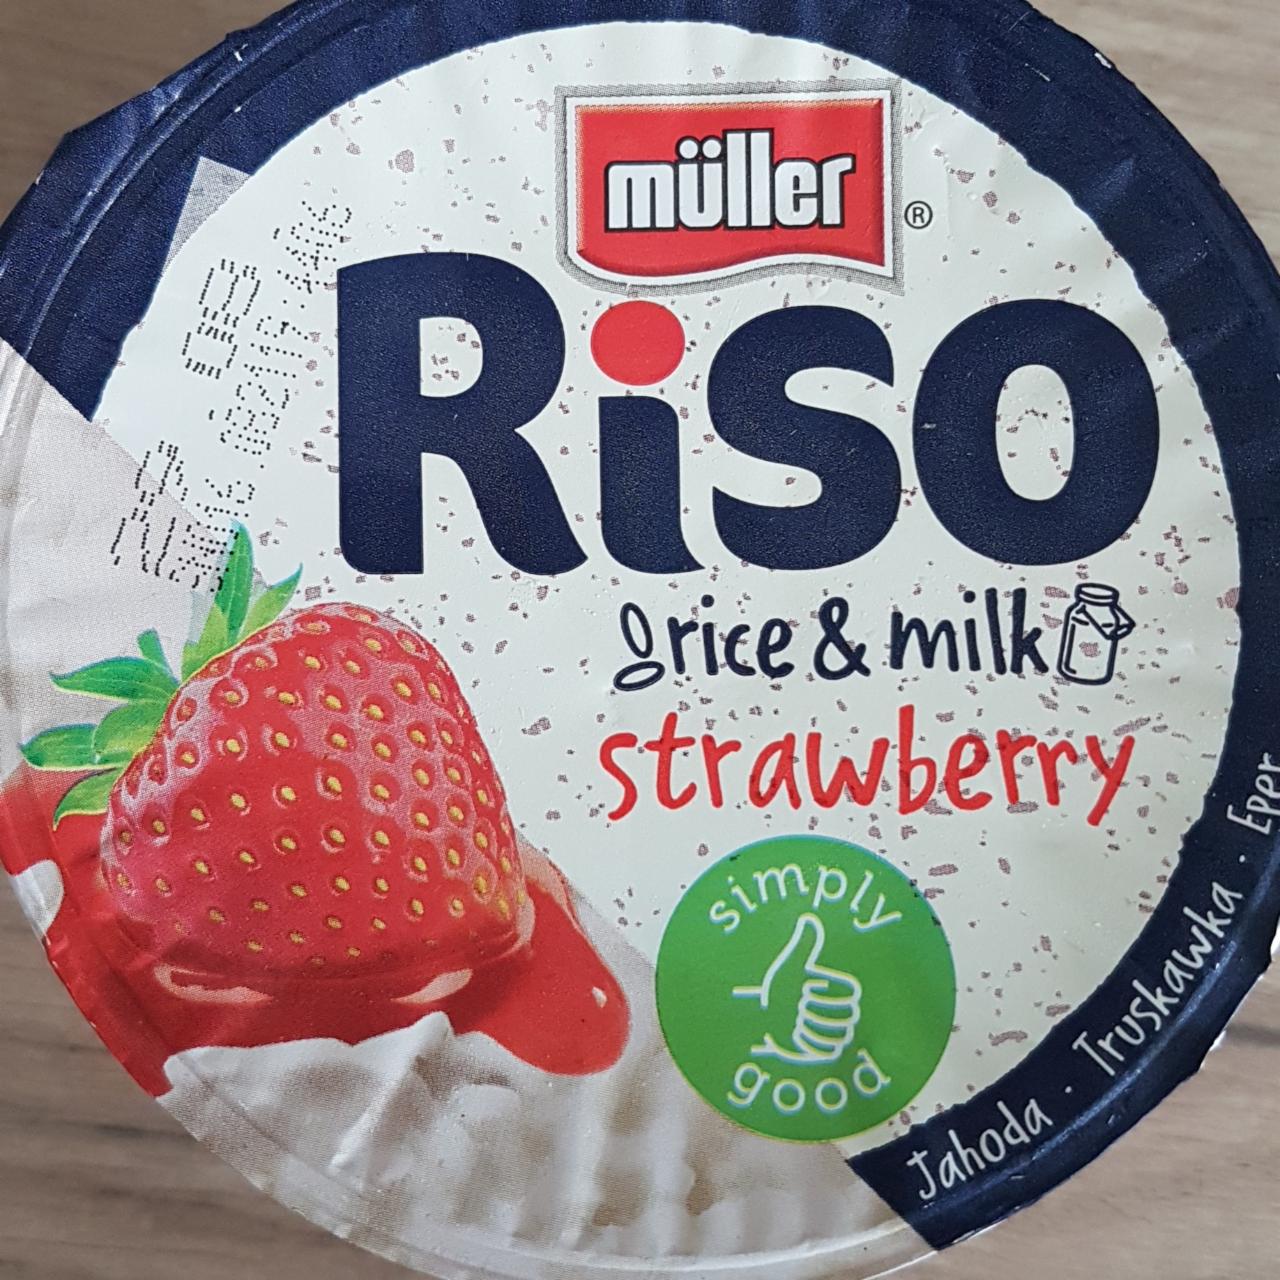 müller
®
Riso
rice & milk
strawberry
simply
good
Jahoda · Truskawka · Eper